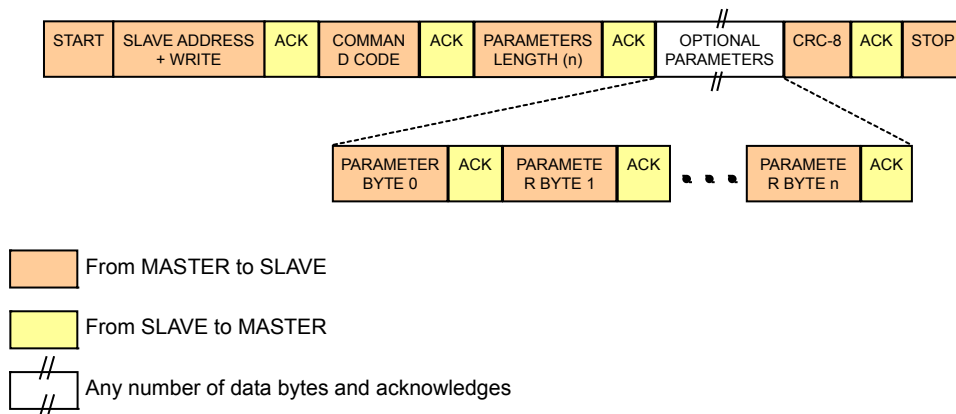 START
SLAVE ADDRESS
+ WRITE
ACK
COMMAN
D CODE
ACK
PARAMETERS
LENGTH (n)
ACK
OPTIONAL
PARAMETERS
CRC-8
ACK
STOP
PARAMETER
BYTE 0
ACK
PARAMETE
R BYTE 1
ACK
PARAMETE
R BYTE n
ACK
From MASTER to SLAVE
From SLAVE to MASTER
Any number of data bytes and acknowledges